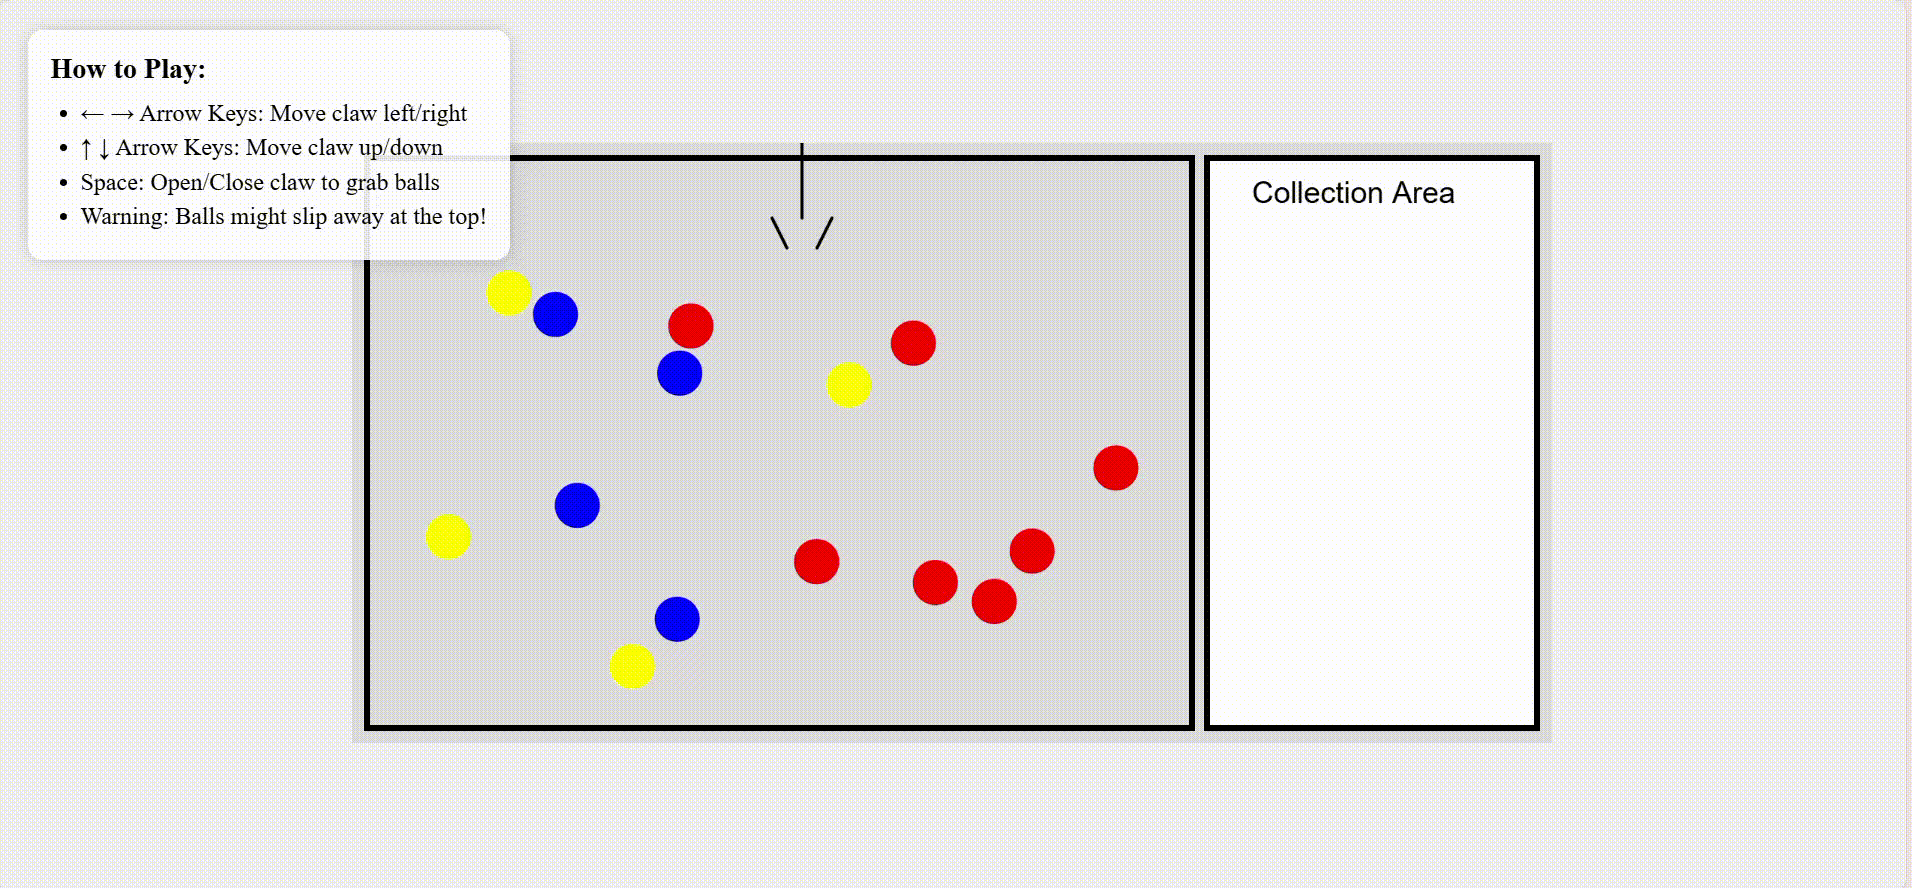 How to Play:
← → Arrow Keys: Move claw left/right
↑ ↓ Arrow Keys: Move claw up/down
Space: Open/Close claw to grab balls
Warning: Balls might slip away at the top!
Collection Area